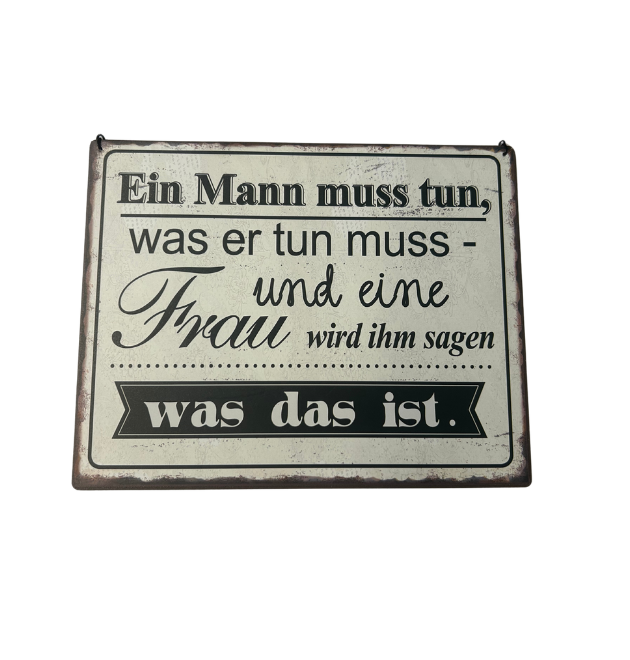 Ein Mann muss tun,
was er tun muss -
und eine
Frau wird ihm sagen
was das ist.